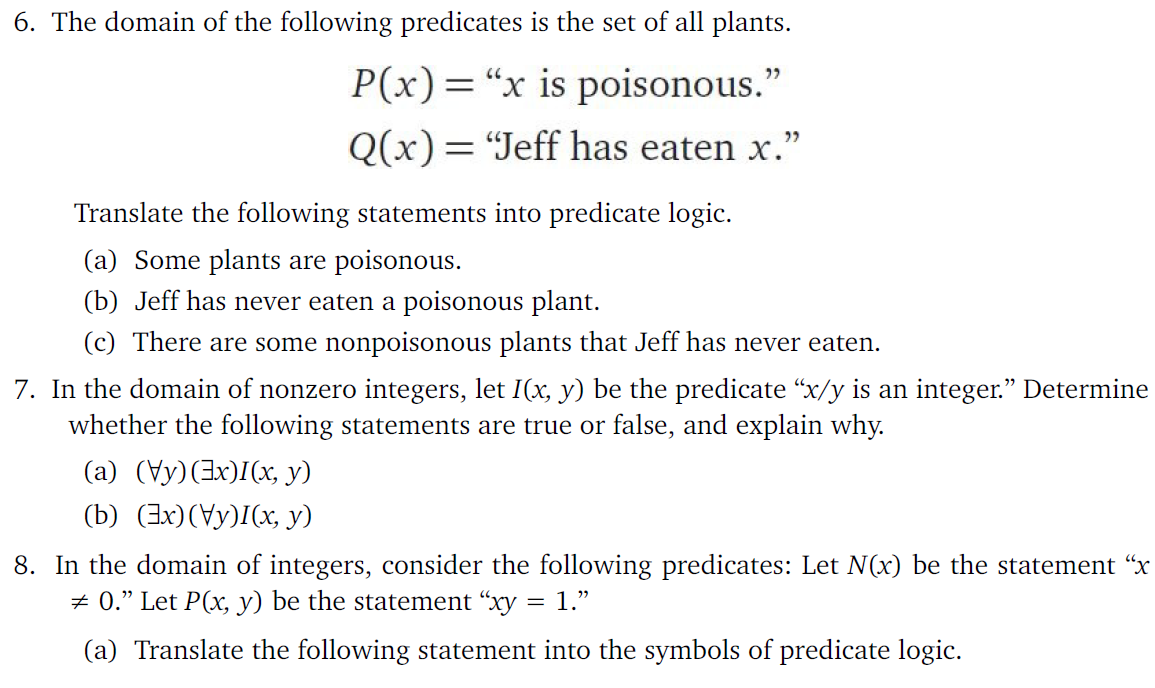 6. The domain of the following predicates is the set of all plants.
P(x) = “x is poisonous.”
Q(x) = “Jeff has eaten x.”
Translate the following statements into predicate logic.
(a) Some plants are poisonous.
(b) Jeff has never eaten a poisonous plant.
(c) There are some nonpoisonous plants that Jeff has never eaten.
7. In the domain of nonzero integers, let I(x, y) be the predicate “x/y is an integer.” Determine
whether the following statements are true or false, and explain why.
(a) (∀y)(∃x)I(x, y)
(b) (∃x)(∀y)I(x, y)
8. In the domain of integers, consider the following predicates: Let N(x) be the statement “x
≠ 0.” Let P(x, y) be the statement “xy = 1.”
(a) Translate the following statement into the symbols of predicate logic.